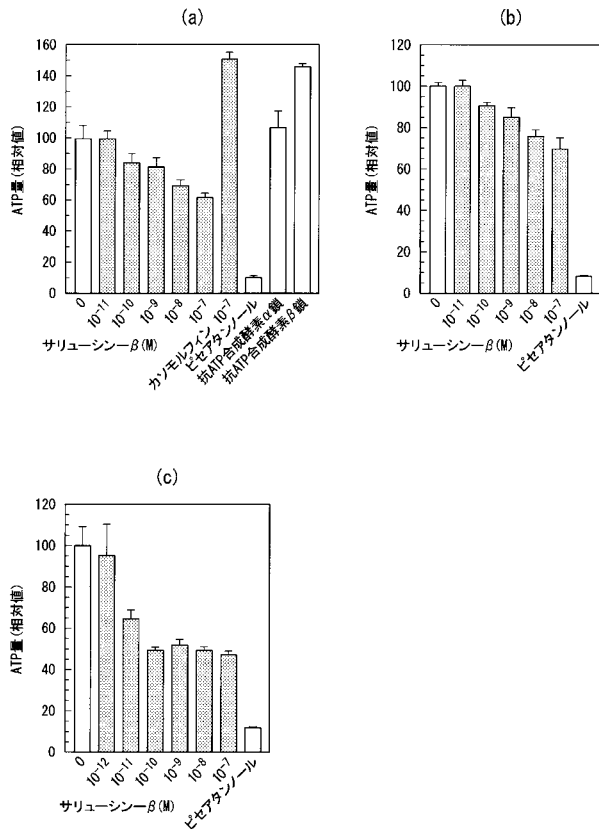 (a)
ATP量(相対値)
160
140
120
100
80
60
40
20
0
0
10⁻¹¹
10⁻¹⁰
10⁻⁹
10⁻⁸
10⁻⁷
カソモルフィン 10⁻⁷
ピセアタンノール
抗ATP合成酵素α鎖
抗ATP合成酵素β鎖
サリューシン−β(M)
(b)
ATP量(相対値)
120
100
80
60
40
20
0
0
10⁻¹¹
10⁻¹⁰
10⁻⁹
10⁻⁸
10⁻⁷
ピセアタンノール
サリューシン−β(M)
(c)
ATP量(相対値)
120
100
80
60
40
20
0
0
10⁻¹²
10⁻¹¹
10⁻¹⁰
10⁻⁹
10⁻⁸
10⁻⁷
ピセアタンノール
サリューシン−β(M)